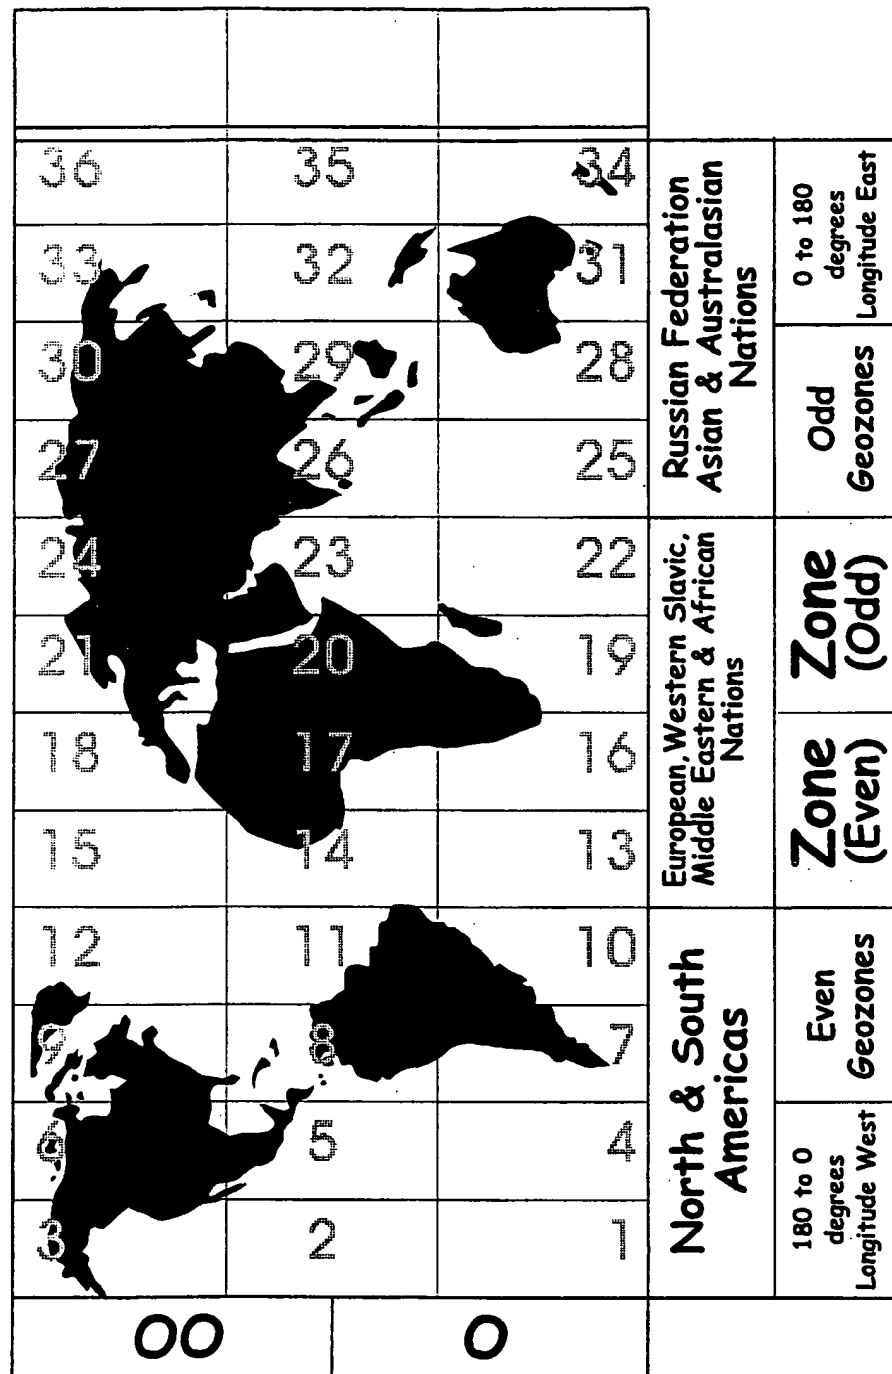 00
3 6 9 12 15 18 21 24 27 30 33 36
2 5 8 11 14 17 20 23 26 29 32 35
0
1 4 7 10 13 16 19 22 25 28 31 34
North & South
Americas
European, Western Slavic,
Middle Eastern & African
Nations
Russian Federation
Asian & Australasian
Nations
180 to 0
degrees
Longitude West
Even
Geozones
Zone
(Even)
Zone
(Odd)
Odd
Geozones
0 to 180
degrees
Longitude East